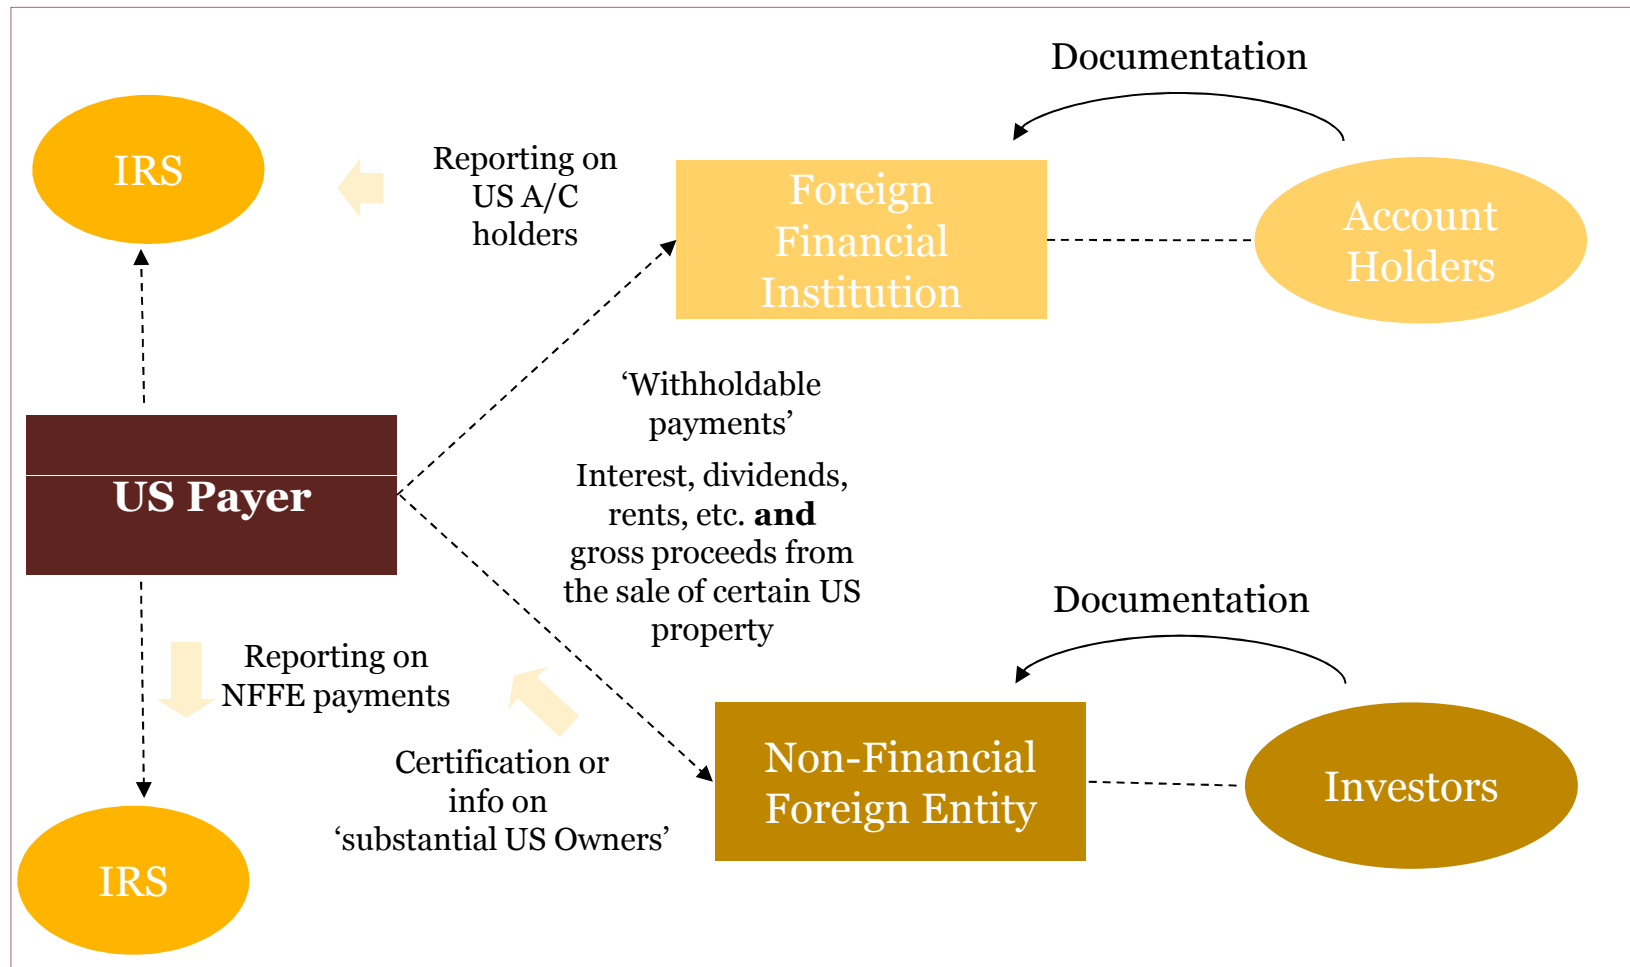 Documentation
IRS
Reporting on
US A/C
holders
Foreign
Financial
Institution
Account
Holders
‘Withholdable
payments’
Interest, dividends,
rents, etc. and
gross proceeds from
the sale of certain US
property
US Payer
Documentation
Reporting on
NFFE payments
Certification or
info on
‘substantial US Owners’
Non-Financial
Foreign Entity
Investors
IRS